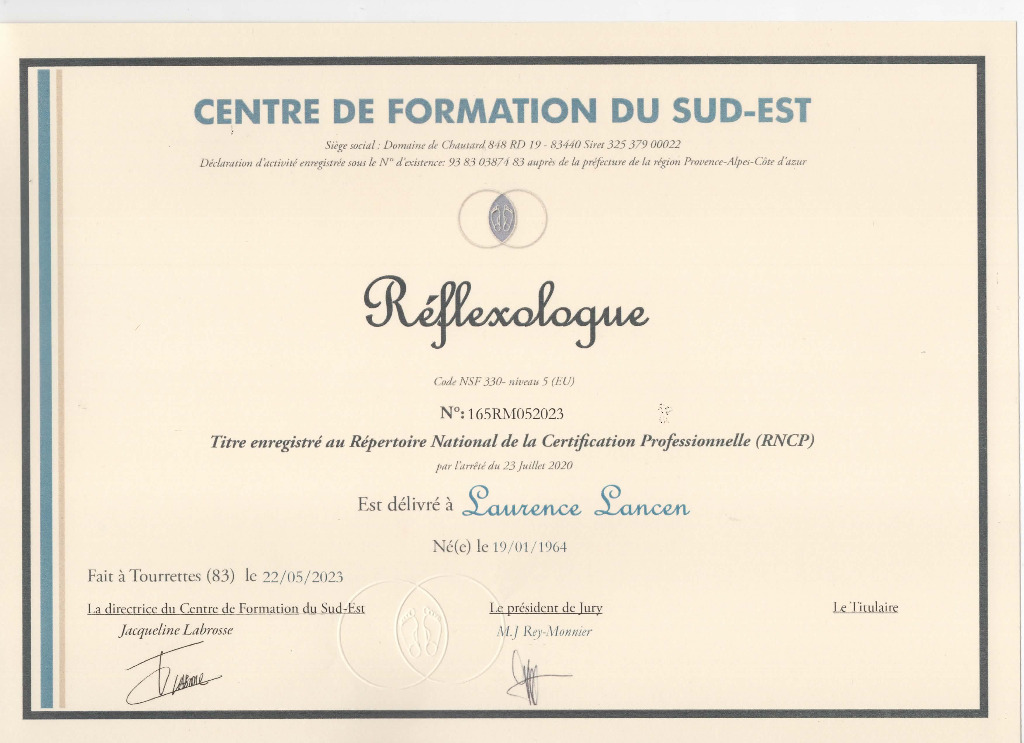 CENTRE DE FORMATION DU SUD-EST
Siège social : Domaine de Chautard 848 RD 19 - 83440 Siret 325 379 00022
Déclaration d'activité enregistrée sous le N° d'existence: 93 83 03874 83 auprès de la préfecture de la région Provence-Alpes-Côte d'azur
Réflexologue
Code NSF 330- niveau 5 (EU)
N°: 165RM052023
Titre enregistré au Répertoire National de la Certification Professionnelle (RNCP)
par l'arrêté du 23 Juillet 2020
Est délivré à Laurence Lancen
Né(e) le 19/01/1964
Fait à Tourrettes (83) le 22/05/2023
La directrice du Centre de Formation du Sud-Est Le président de Jury Le Titulaire
Jacqueline Labrosse M.J Rey-Monnier